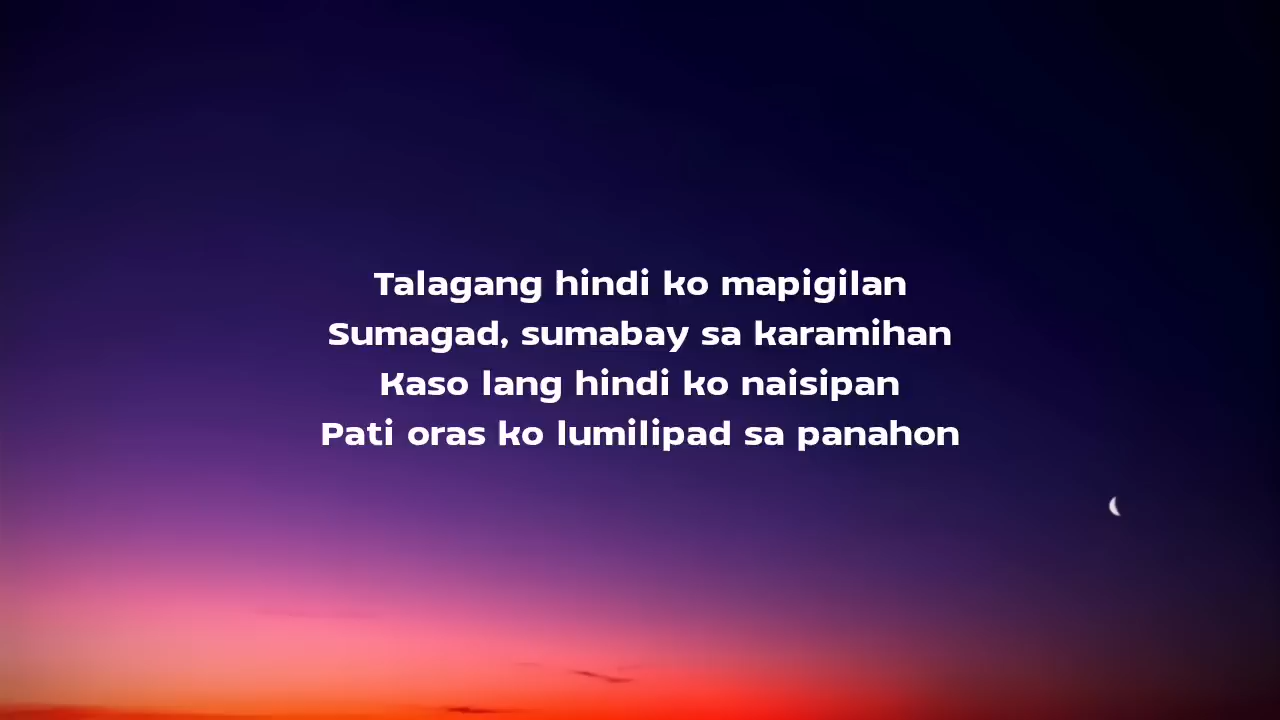 Talagang hindi ko mapigilan
Sumagad, sumabay sa karamihan
Kaso lang hindi ko naisipan
Pati oras ko lumilipad sa panahon